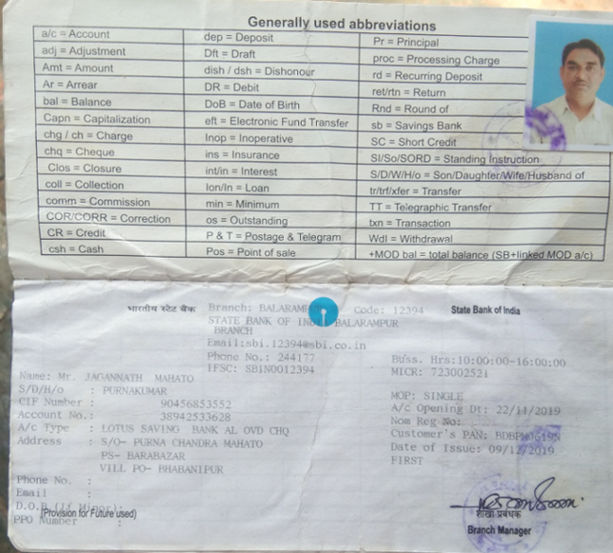 Generally used abbreviations
a/c = Account dep = Deposit Pr = Principal
adj = Adjustment Dft = Draft proc = Processing Charge
Amt = Amount dish / dsh = Dishonour rd = Recurring Deposit
Ar = Arrear DR = Debit ret/rtn = Return
bal = Balance DoB = Date of Birth Rnd = Round of
Capn = Capitalization eft = Electronic Fund Transfer sb = Savings Bank
chg / ch = Charge Inop = Inoperative SC = Short Credit
chq = Cheque ins = Insurance SI/So/SORD = Standing Instruction
Clos = Closure int/in = Interest S/D/W/H/o = Son/Daughter/Wife/Husband of
coll = Collection lon/ln = Loan tr/trf/xfer = Transfer
comm = Commission min = Minimum TT = Telegraphic Transfer
COR/CORR = Correction os = Outstanding txn = Transaction
CR = Credit P & T = Postage & Telegram Wdl = Withdrawal
csh = Cash Pos = Point of sale +MOD bal = total balance (SB+linked MOD a/c)
भारतीय स्टेट बैंक Branch: Code: 12394 State Bank of India
STATE BANK OF BALARAMPUR
BRANCH
Email:sbi.12394@sbi.co.in
Phone No.: 244177 Buss. Hrs:10:00:00-16:00:00
IFSC: SBIN0012394 MICR: 723002521
Name: Mr. JAGANNATH MAHATO
S/D/H/o : PURNAKUMAR MOP: SINGLE
CIF Number : 90456853552 A/c Opening Dt: 22/11/2019
Account No.: 38942533628 Nom Reg No:
A/c Type : LOTUS SAVING BANK AL OVD CHQ Customer's PAN:
Address : S/O- PURNA CHANDRA MAHATO Date of Issue: 09/12/2019
PS- BARABAZAR FIRST
VILL PO- BHABANIPUR
Phone No. :
Email :
D.O.B.(If Minor):
(Provision for Future used)
PPO Number :
शाखा प्रबंधक
Branch Manager